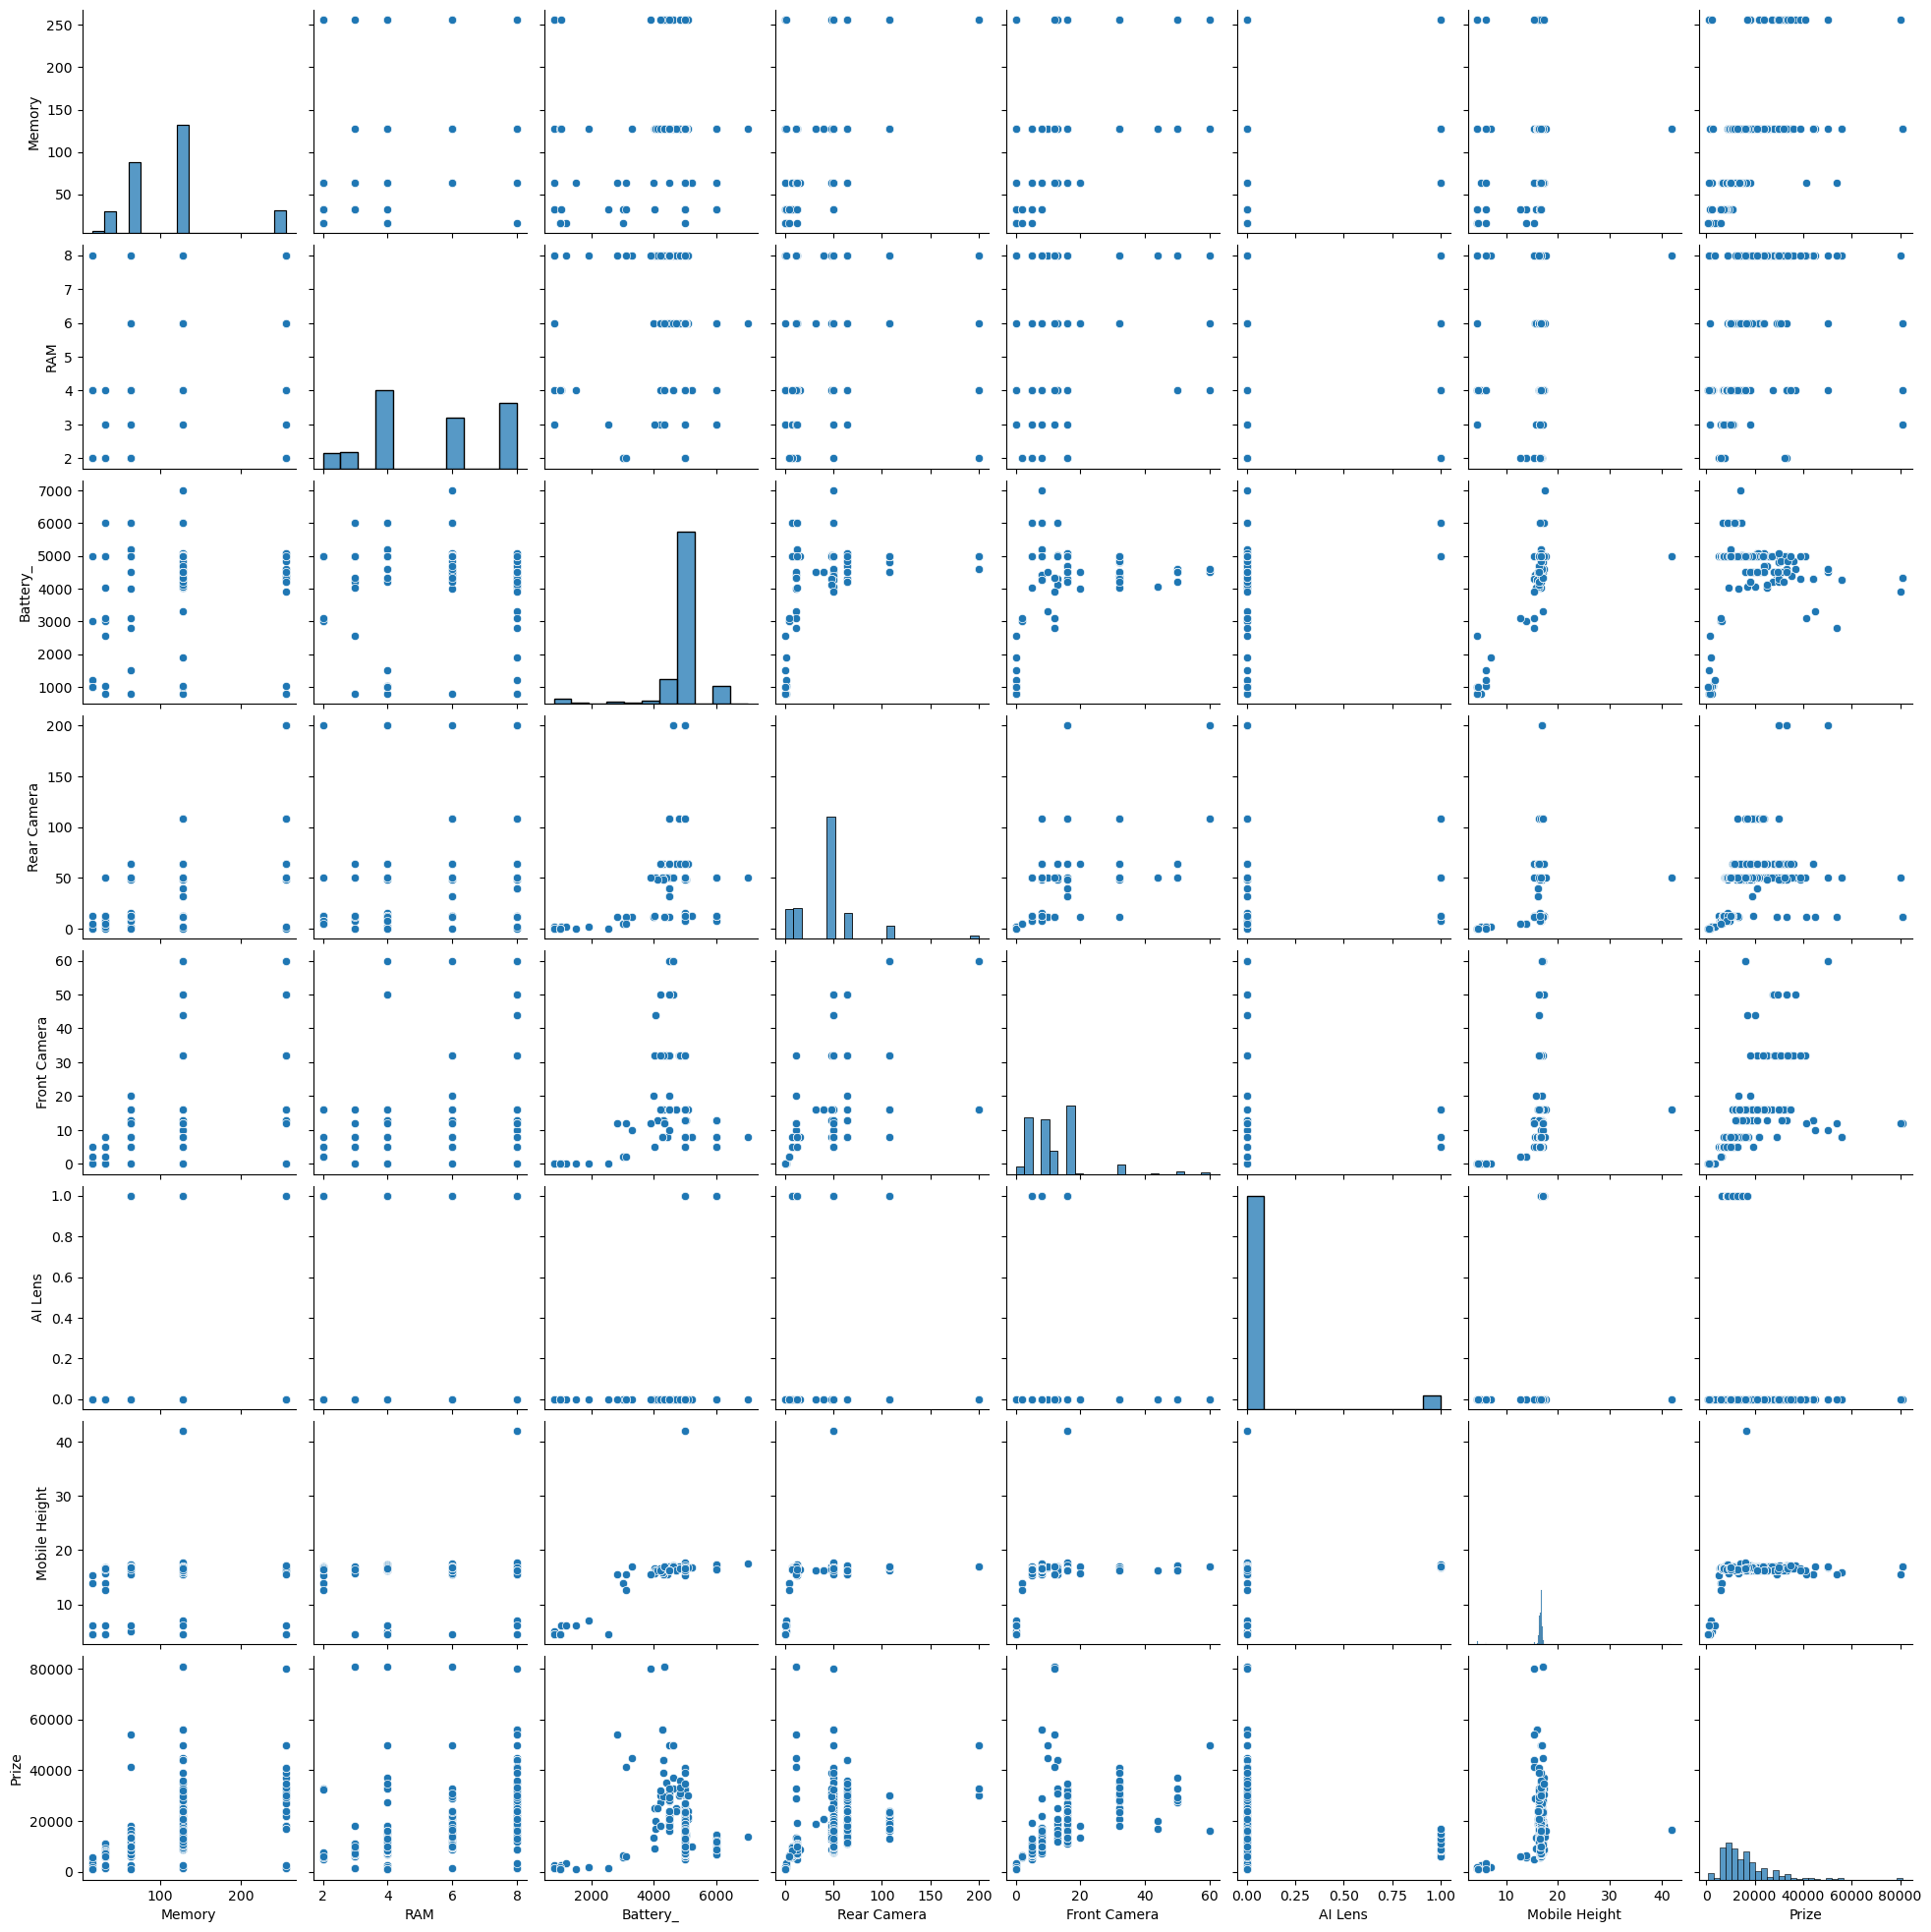 250
200
150
100
50
Memory
8
7
6
5
4
3
2
RAM
7000
6000
5000
4000
3000
2000
1000
Battery_
200
150
100
50
0
Rear Camera
60
50
40
30
20
10
0
Front Camera
1.0
0.8
0.6
0.4
0.2
0.0
AI Lens
40
30
20
10
Mobile Height
80000
60000
40000
20000
0
Prize
100 200
Memory
2 4 6 8
RAM
2000 4000 6000
Battery_
0 50 100 150 200
Rear Camera
0 20 40 60
Front Camera
0.00 0.25 0.50 0.75 1.00
AI Lens
10 20 30 40
Mobile Height
0 20000 40000 60000 80000
Prize